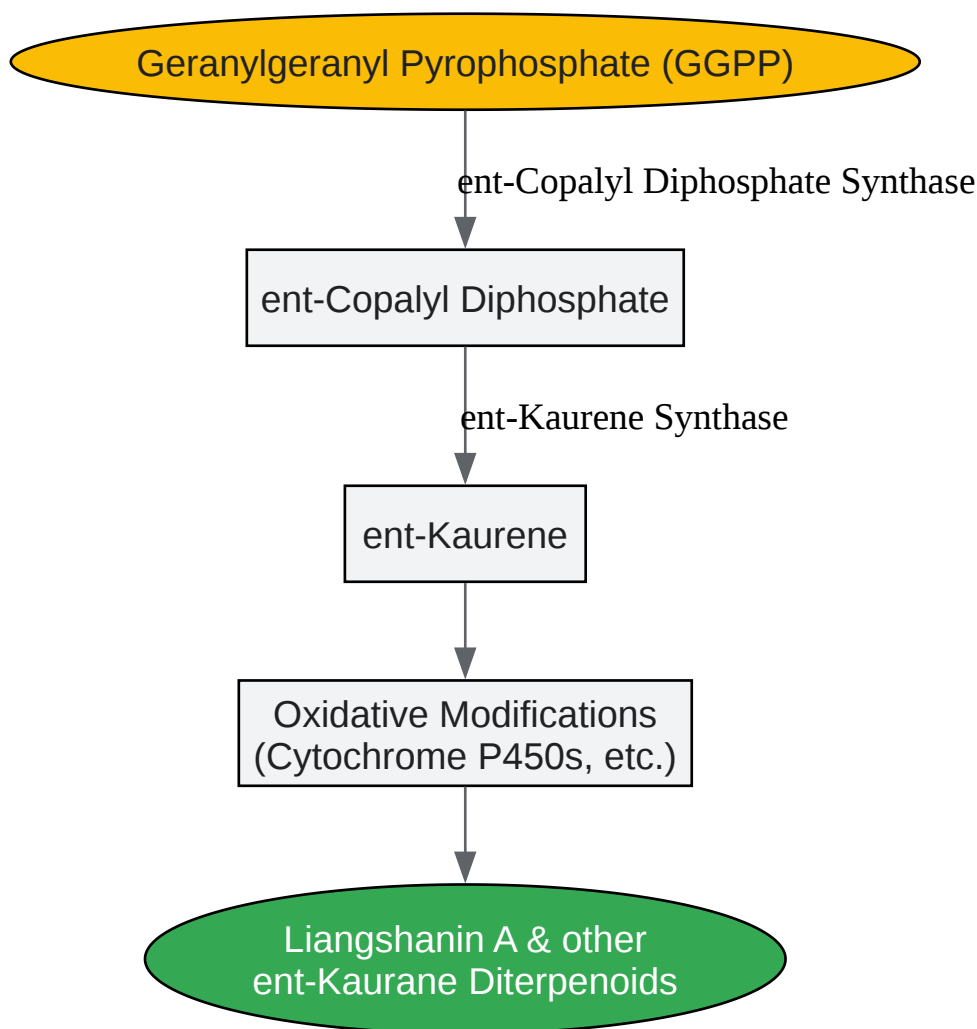 Geranylgeranyl Pyrophosphate (GGPP)
ent-Copalyl Diphosphate Synthase
ent-Copalyl Diphosphate
ent-Kaurene Synthase
ent-Kaurene
Oxidative Modifications
(Cytochrome P450s, etc.)
Liangshanin A & other
ent-Kaurane Diterpenoids